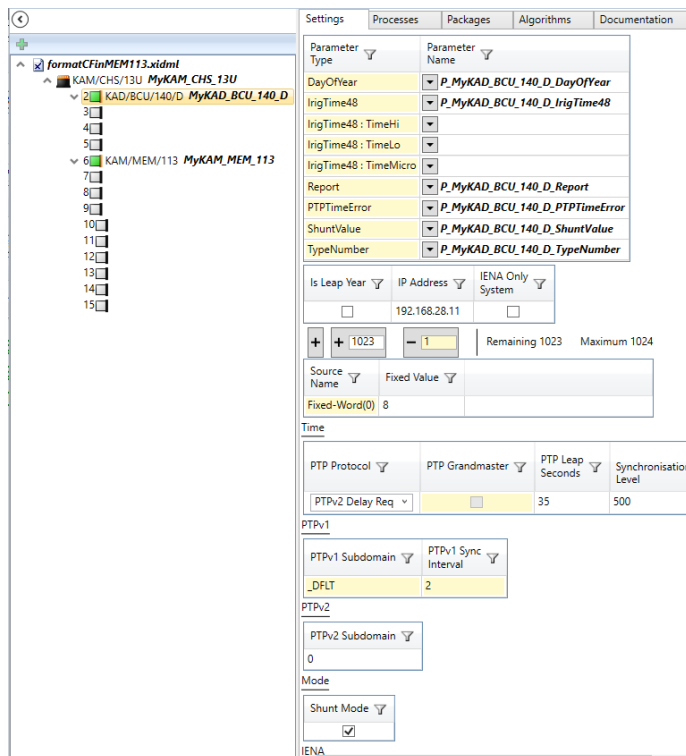 Settings Processes Packages Algorithms Documentation
formatCFinMEM113.xidml
KAM/CHS/13U MyKAM_CHS_13U
2 KAD/BCU/140/D MyKAD_BCU_140_D
3
4
5
6 KAM/MEM/113 MyKAM_MEM_113
7
8
9
10
11
12
13
14
15
Parameter Type Parameter Name
DayOfYear P_MyKAD_BCU_140_D_DayOfYear
IrigTime48 P_MyKAD_BCU_140_D_IrigTime48
IrigTime48 : TimeHi
IrigTime48 : TimeLo
IrigTime48 : TimeMicro
Report P_MyKAD_BCU_140_D_Report
PTPTimeError P_MyKAD_BCU_140_D_PTPTimeError
ShuntValue P_MyKAD_BCU_140_D_ShuntValue
TypeNumber P_MyKAD_BCU_140_D_TypeNumber
Is Leap Year IP Address IENA Only System
192.168.28.11
+ + 1023 − 1 Remaining 1023 Maximum 1024
Source Name Fixed Value
Fixed-Word(0) 8
Time
PTP Protocol PTP Grandmaster PTP Leap Seconds Synchronisation Level
PTPv2 Delay Req 35 500
PTPv1
PTPv1 Subdomain PTPv1 Sync Interval
_DFLT 2
PTPv2
PTPv2 Subdomain
0
Mode
Shunt Mode
IENA